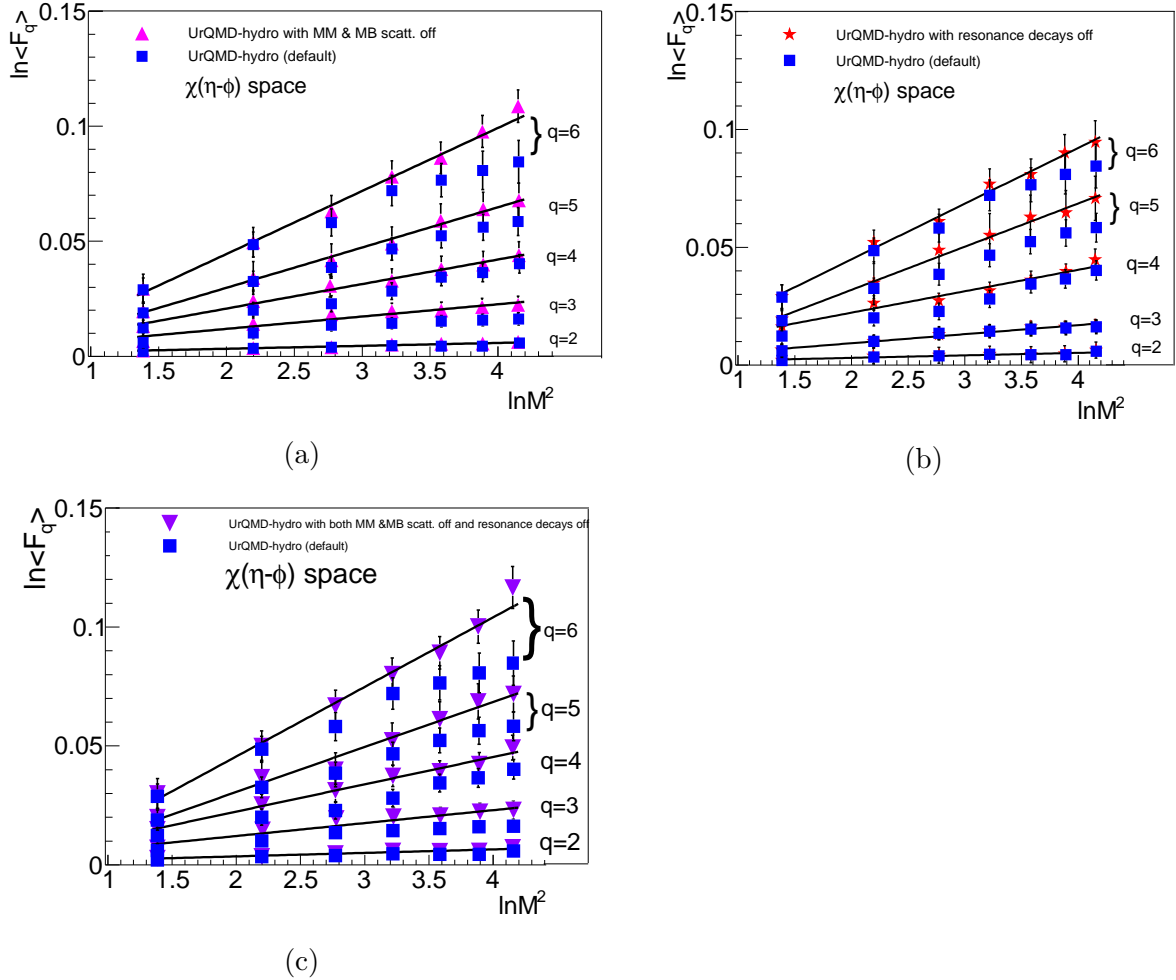 ln<F_q>
0.15
UrQMD-hydro with MM & MB scatt. off
UrQMD-hydro (default)
χ(η-φ) space
0.1
0.05
0
q=6
q=5
q=4
q=3
q=2
1 1.5 2 2.5 3 3.5 4
lnM²
(a)
ln<F_q>
0.15
UrQMD-hydro with resonance decays off
UrQMD-hydro (default)
χ(η-φ) space
0.1
0.05
0
q=6
q=5
q=4
q=3
q=2
1 1.5 2 2.5 3 3.5 4
lnM²
(b)
ln<F_q>
0.15
UrQMD-hydro with both MM &MB scatt. off and resonance decays off
UrQMD-hydro (default)
χ(η-φ) space
0.1
0.05
0
q=6
q=5
q=4
q=3
q=2
1 1.5 2 2.5 3 3.5 4
lnM²
(c)